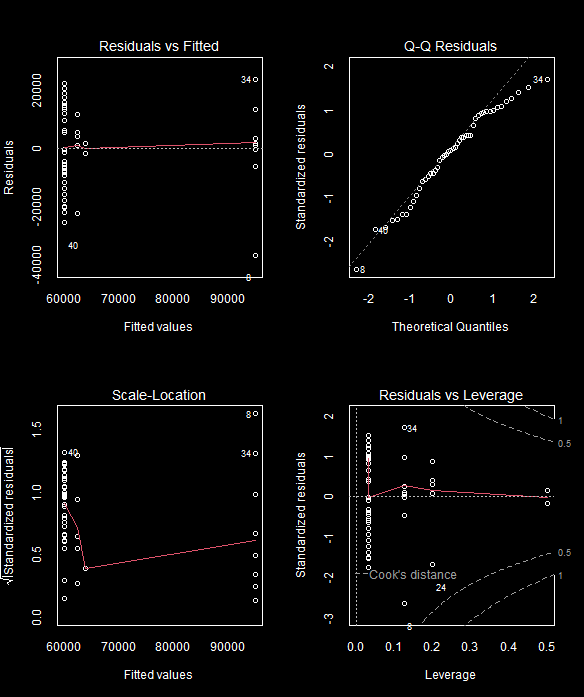 Residuals vs Fitted
Residuals
-40000
-20000
0
20000
34
40
8
60000 70000 80000 90000
Fitted values
Q-Q Residuals
Standardized residuals
-2
-1
0
1
2
34
40
8
-2 -1 0 1 2
Theoretical Quantiles
Scale-Location
√|Standardized residuals|
0.0
0.5
1.0
1.5
8
40
34
60000 70000 80000 90000
Fitted values
Residuals vs Leverage
Standardized residuals
-3
-2
-1
0
1
2
34
1
0.5
0.5
1
Cook's distance
24
8
0.0 0.1 0.2 0.3 0.4 0.5
Leverage